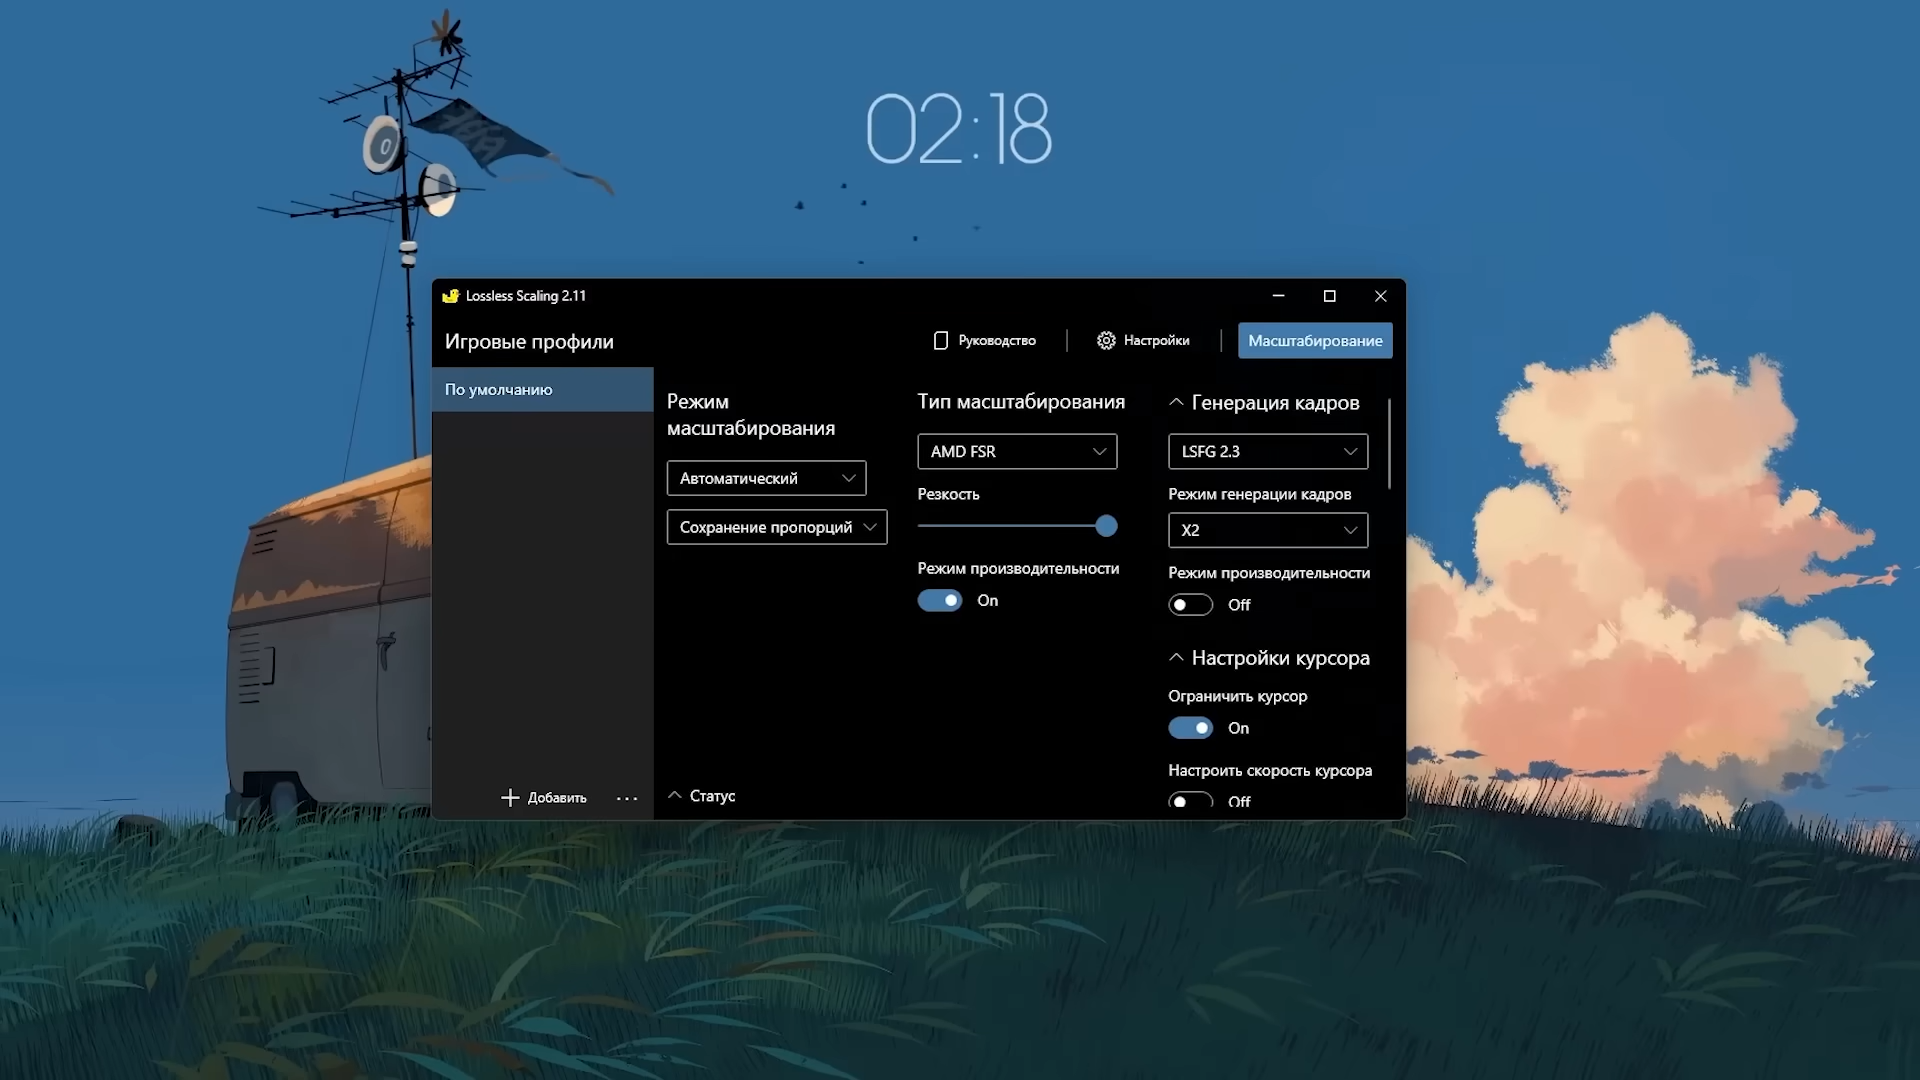 02:18
Lossless Scaling 2.11
Игровые профили
Руководство
Настройки
Масштабирование
По умолчанию
Режим
масштабирования
Автоматический
Сохранение пропорций
Тип масштабирования
AMD FSR
Резкость
Режим производительности
On
Генерация кадров
LSFG 2.3
Режим генерации кадров
X2
Режим производительности
Off
Настройки курсора
Ограничить курсор
On
Настроить скорость курсора
Off
Добавить
Статус